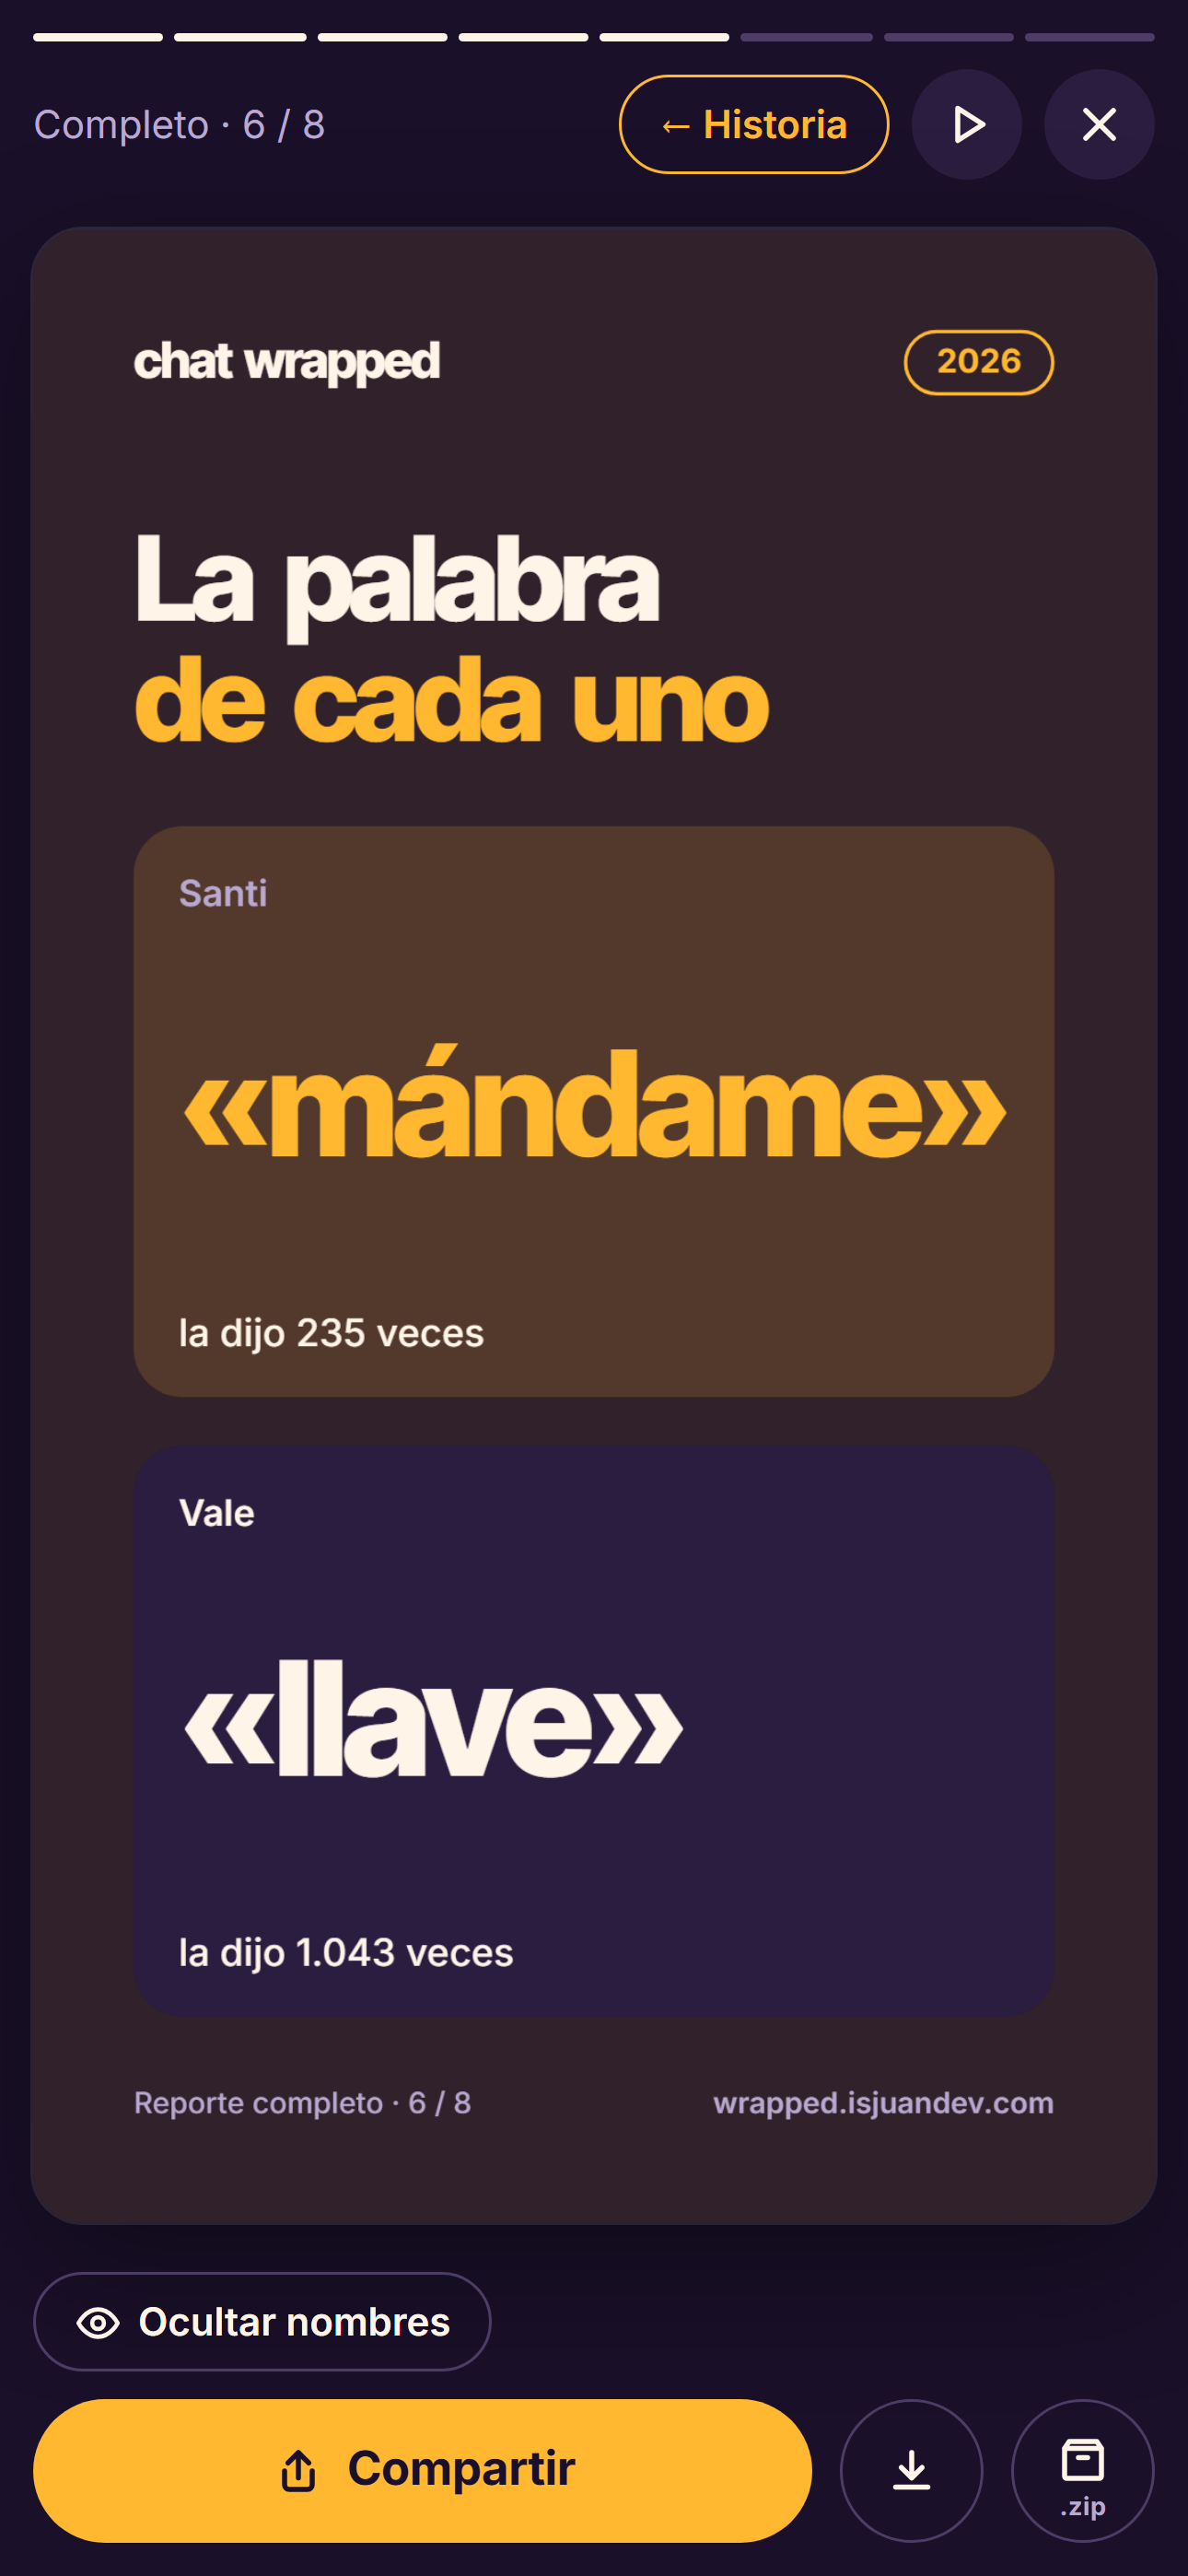 Completo · 6 / 8
← Historia
chat wrapped
2026
La palabra
de cada uno
Santi
«mándame»
la dijo 235 veces
Vale
«llave»
la dijo 1.043 veces
Reporte completo · 6 / 8
wrapped.isjuandev.com
Ocultar nombres
Compartir
.zip